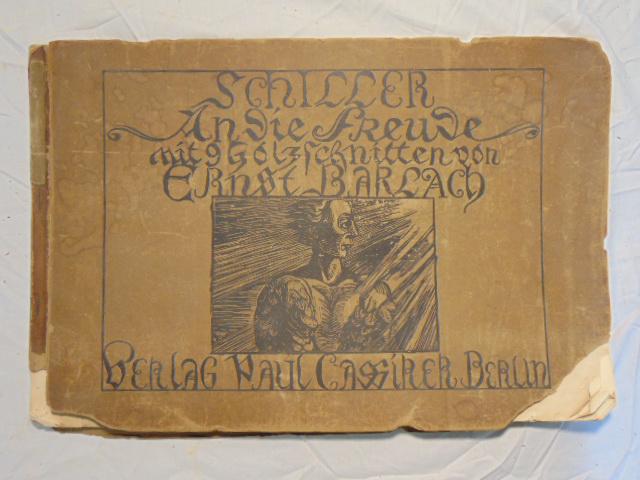 SCHILLER
An die Freude
mit 9 Holzschnitten von
ERNST BARLACH
VERLAG PAUL CASSIRER BERLIN